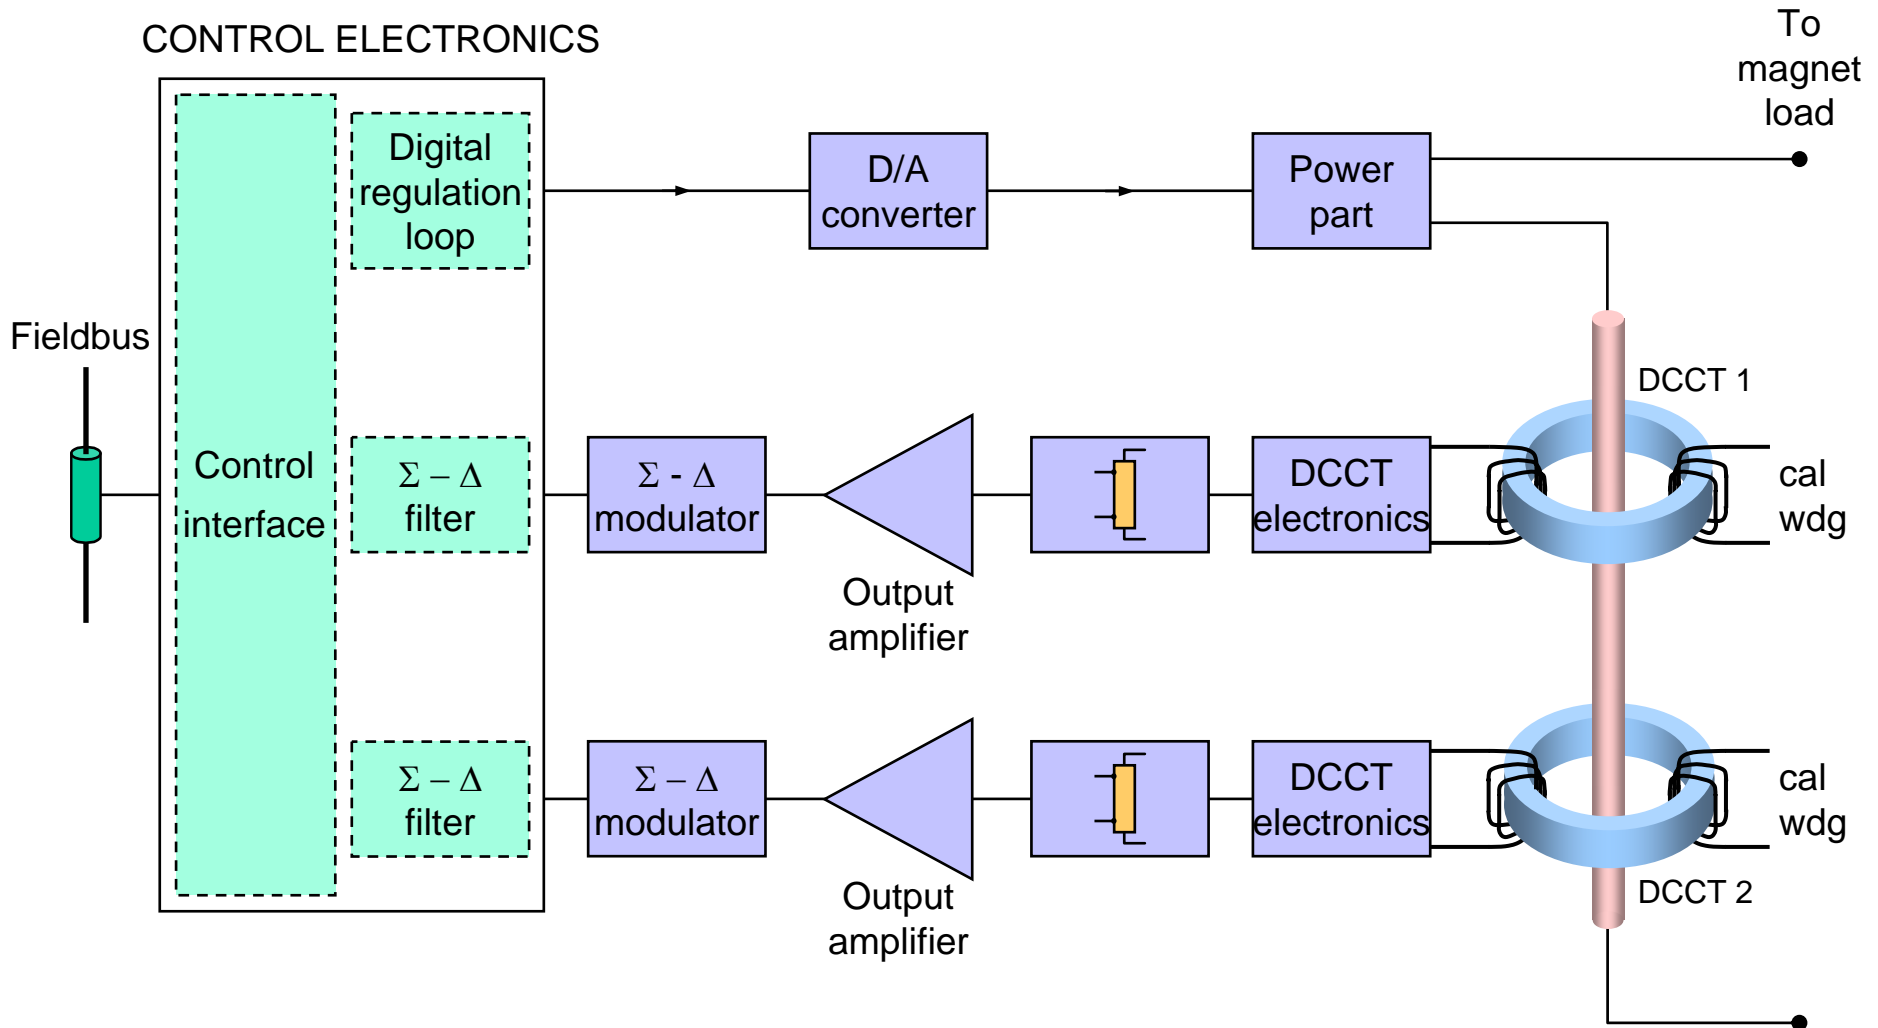 CONTROL ELECTRONICS
To
magnet
load
Digital
regulation
loop
D/A
converter
Power
part
Fieldbus
DCCT 1
Control
interface
Σ – Δ
filter
Σ - Δ
modulator
Output
amplifier
DCCT
electronics
cal
wdg
Σ – Δ
filter
Σ – Δ
modulator
Output
amplifier
DCCT
electronics
cal
wdg
DCCT 2